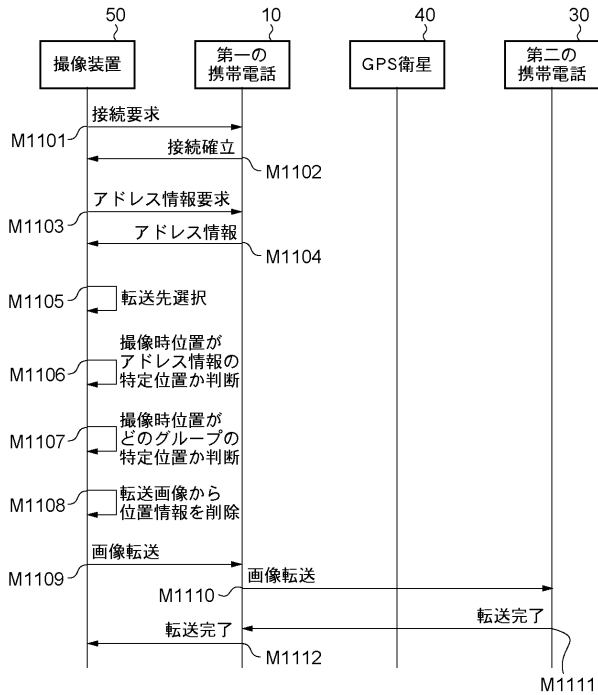 50
10
40
30
撮像装置
第一の
携帯電話
GPS衛星
第二の
携帯電話
接続要求
M1101
接続確立
M1102
アドレス情報要求
M1103
アドレス情報
M1104
M1105
転送先選択
撮像時位置が
アドレス情報の
特定位置か判断
M1106
撮像時位置が
どのグループの
特定位置か判断
M1107
M1108
転送画像から
位置情報を削除
画像転送
M1109
画像転送
M1110
転送完了
M1111
転送完了
M1112